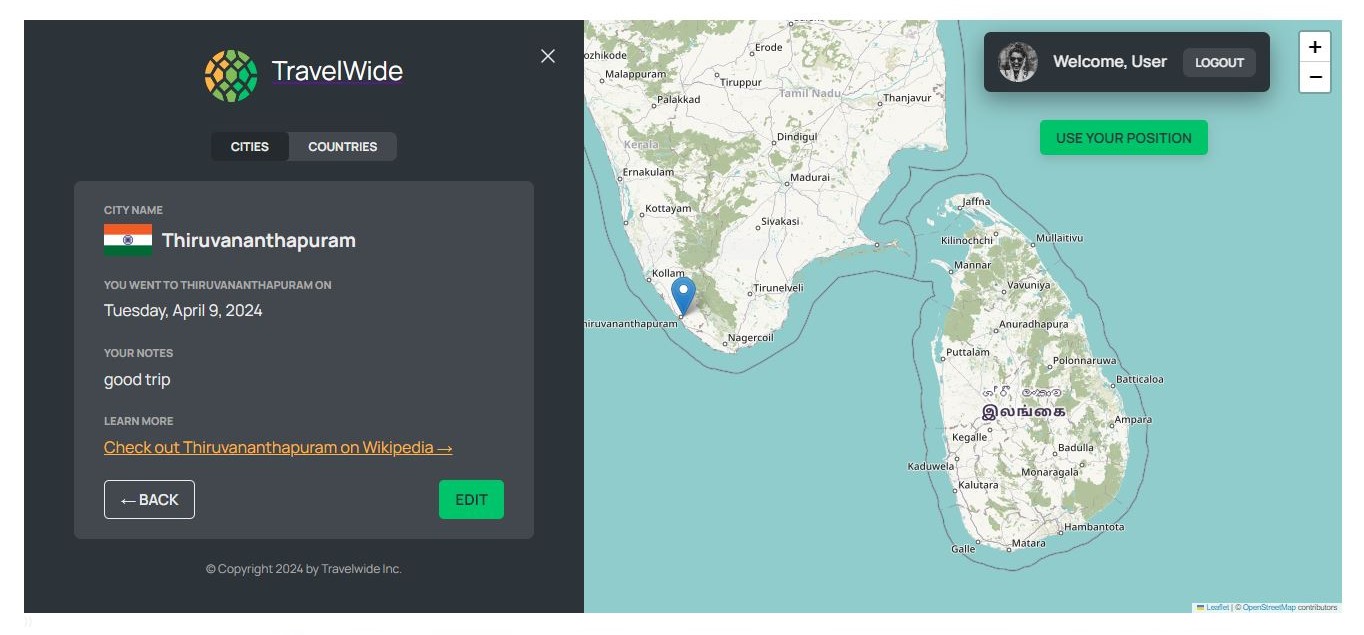 TravelWide
CITIES
COUNTRIES
CITY NAME
Thiruvananthapuram
YOU WENT TO THIRUVANANTHAPURAM ON
Tuesday, April 9, 2024
YOUR NOTES
good trip
LEARN MORE
Check out Thiruvananthapuram on Wikipedia →
← BACK
EDIT
© Copyright 2024 by Travelwide Inc.
Welcome, User
LOGOUT
+
−
USE YOUR POSITION
ozhikode
Erode
Malappuram
Tiruppur
Tamil Nadu
Palakkad
Thanjavur
Dindigul
Kerala
Ernakulam
Madurai
Kottayam
Sivakasi
Jaffna
Kilinochchi
Mullaitivu
Mannar
Kollam
Tirunelveli
Vavuniya
hiruvananthapuram
Nagercoil
Anuradhapura
Puttalam
Polonnaruwa
Batticaloa
இலங்கை
Ampara
Kegalle
Badulla
Kaduwela
Monaragala
Kalutara
Hambantota
Galle
Matara
Leaflet | © OpenStreetMap contributors